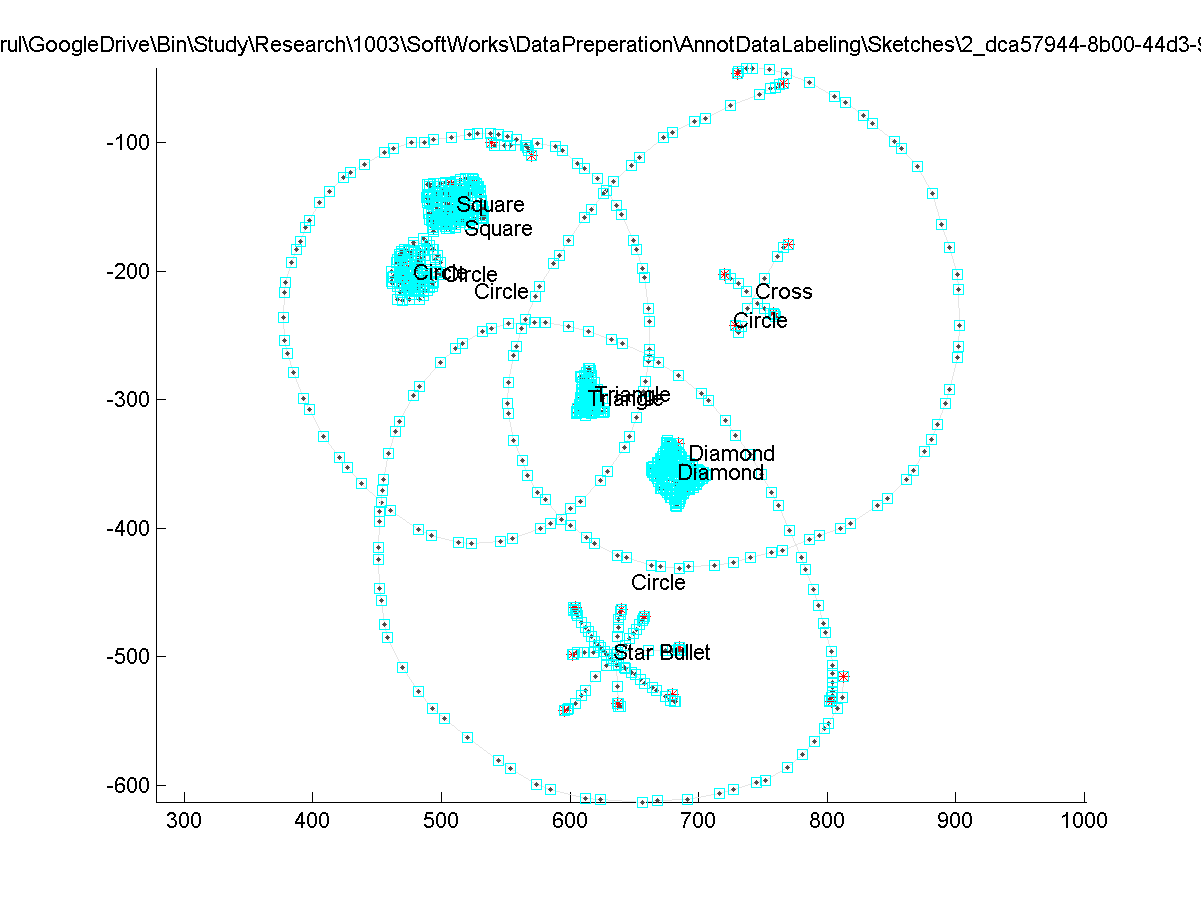 rul\GoogleDrive\Bin\Study\Research\1003\SoftWorks\DataPreperation\AnnotDataLabeling\Sketches\2_dca57944-8b00-44d3-9
-100
Square
Square
-200
Circle
Circle
Circle
Cross
Circle
-300
Triangle
Triangle
Diamond
Diamond
-400
Circle
-500
Star Bullet
-600
300 400 500 600 700 800 900 1000